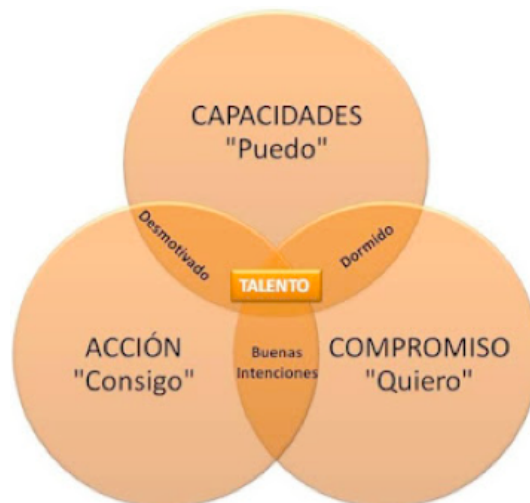 CAPACIDADES
"Puedo"
Desmotivado
Dormido
TALENTO
ACCIÓN
"Consigo"
Buenas
Intenciones
COMPROMISO
"Quiero"